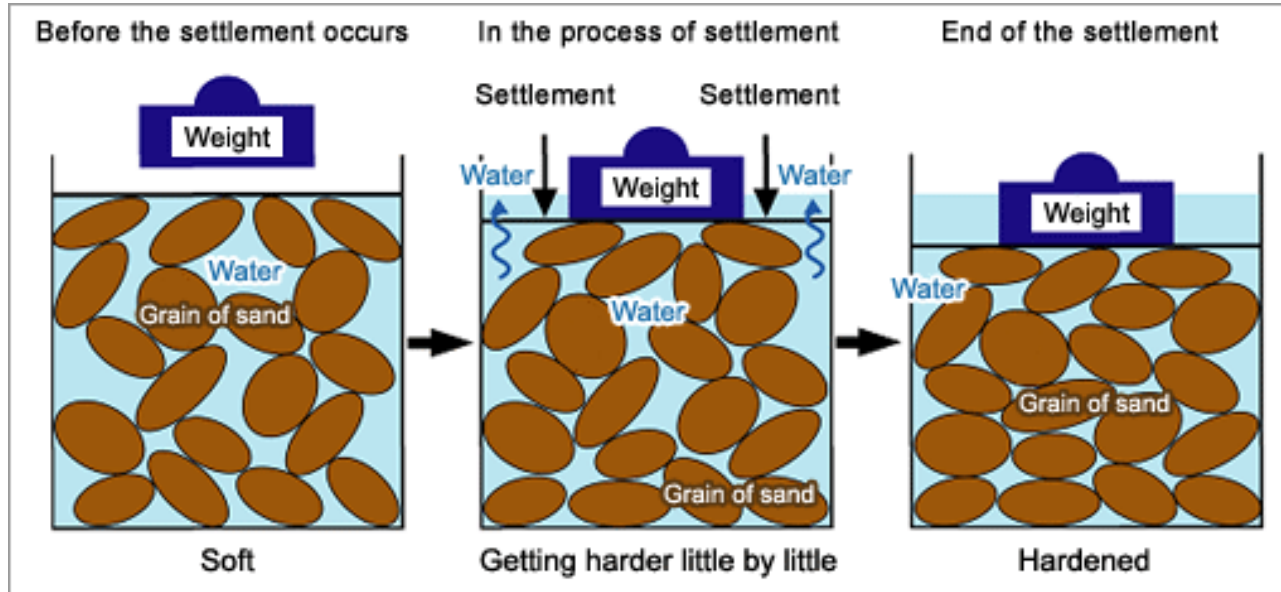 Before the settlement occurs
Weight
Water
Grain of sand
Soft
In the process of settlement
Settlement
Settlement
Water
Weight
Water
Water
Grain of sand
Getting harder little by little
End of the settlement
Weight
Water
Grain of sand
Hardened